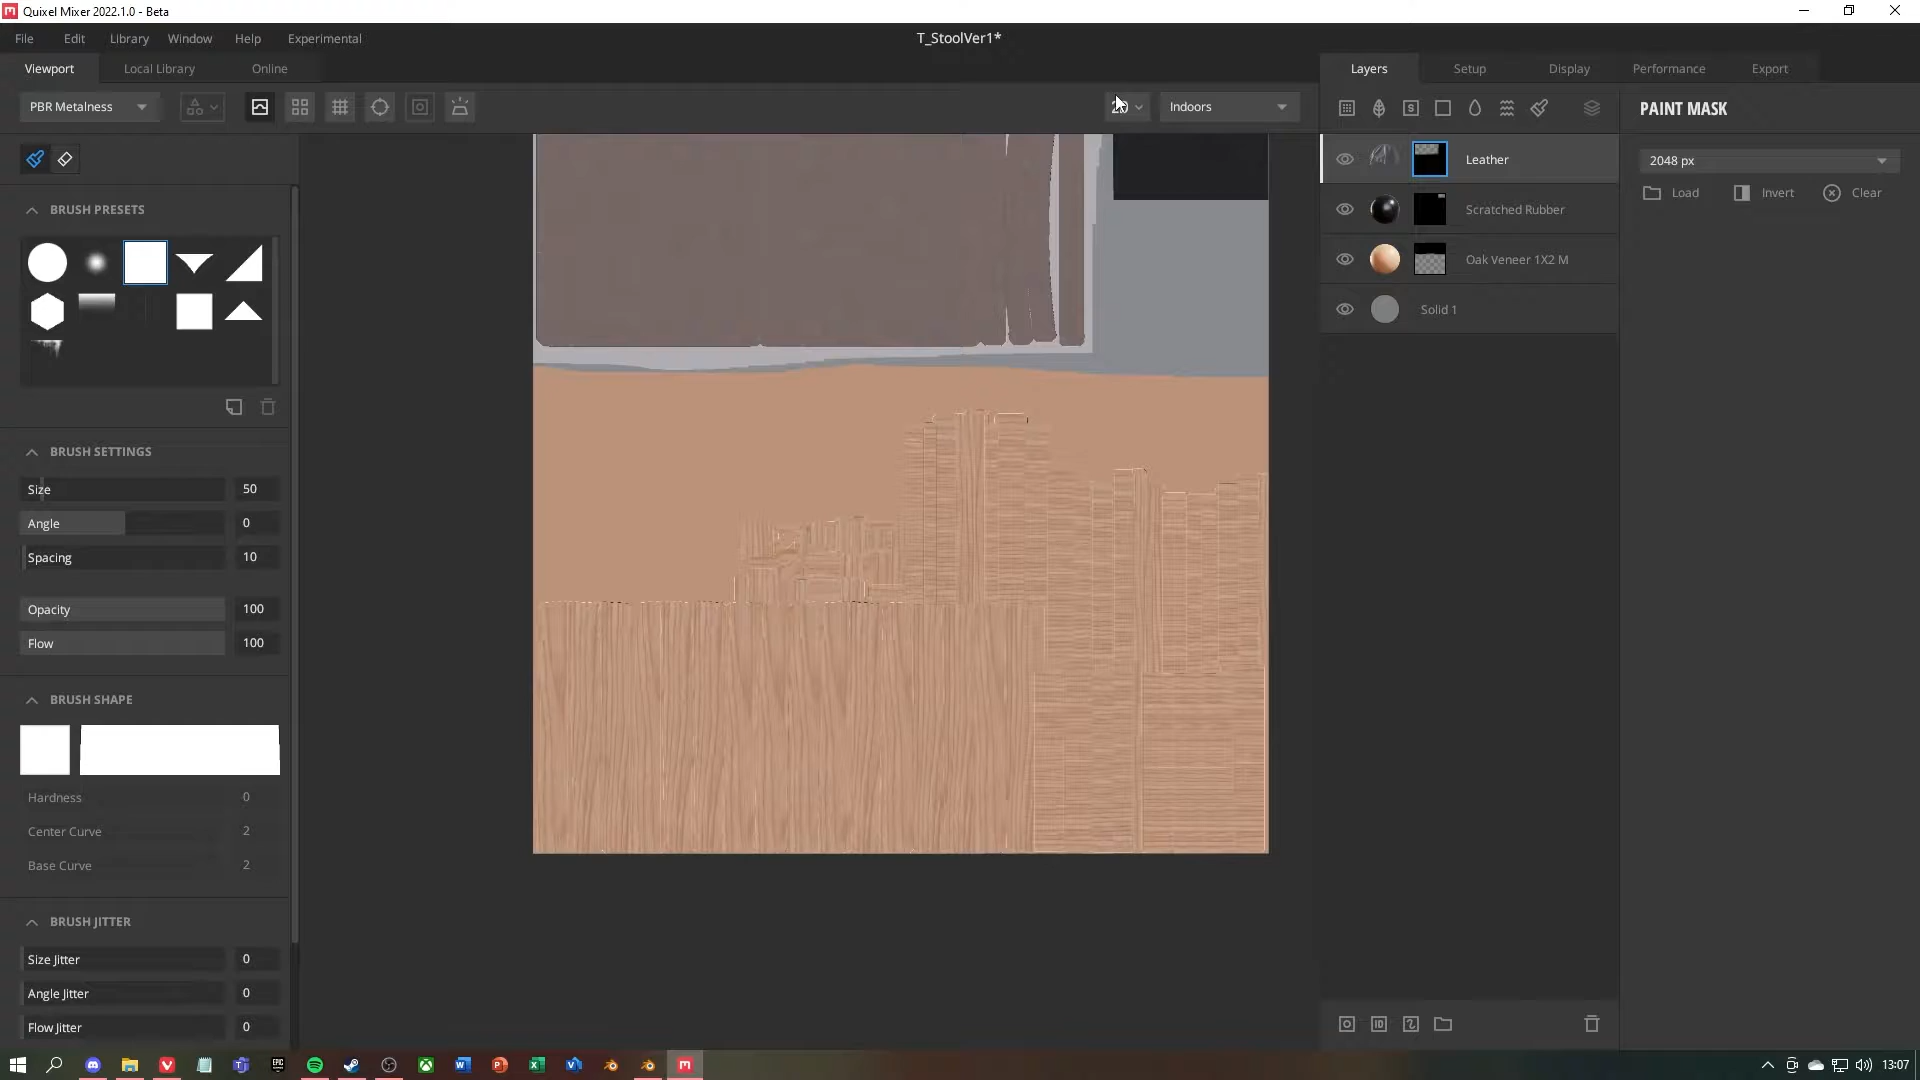 Quixel Mixer 2022.1.0 - Beta
File Edit Library Window Help Experimental
T_StoolVer1*
Viewport Local Library Online
Layers Setup Display Performance Export
PBR Metalness
Indoors
PAINT MASK
2048 px
Load Invert Clear
Leather
Scratched Rubber
Oak Veneer 1X2 M
Solid 1
BRUSH PRESETS
BRUSH SETTINGS
Size 50
Angle 0
Spacing 10
Opacity 100
Flow 100
BRUSH SHAPE
Hardness 0
Center Curve 2
Base Curve 2
BRUSH JITTER
Size Jitter 0
Angle Jitter 0
Flow Jitter 0
13:07